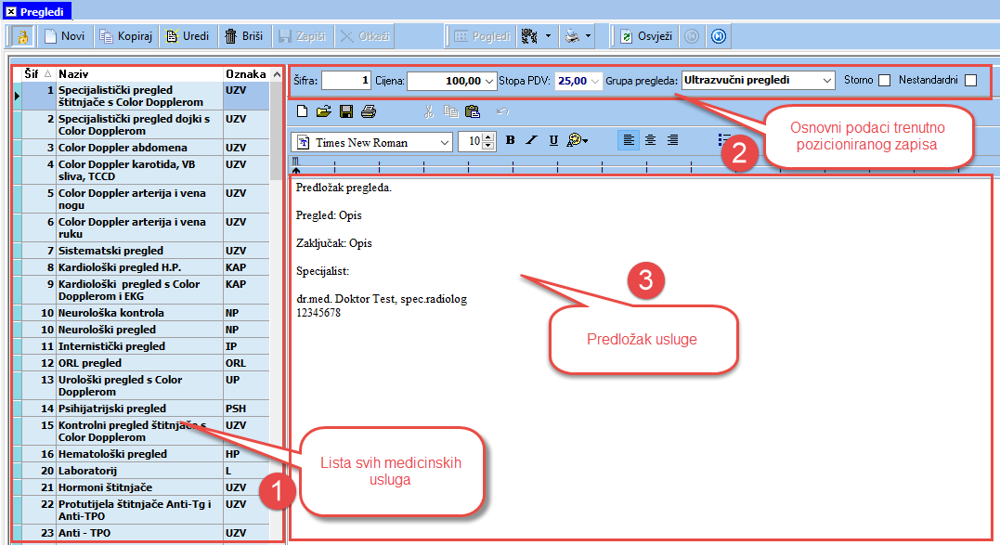 Pregledi
Novi Kopiraj Uredi Briši Zapiši Otkaži Pogledi Osvježi
Šif Naziv Oznaka
1 Specijalistički pregled štitnjače s Color Dopplerom UZV
2 Specijalistički pregled dojki s Color Dopplerom UZV
3 Color Doppler abdomena UZV
4 Color Doppler karotida, VB sliva, TCCD UZV
5 Color Doppler arterija i vena nogu UZV
6 Color Doppler arterija i vena ruku UZV
7 Sistematski pregled UZV
8 Kardiološki pregled H.P. KAP
9 Kardiološki pregled s Color Dopplerom i EKG KAP
10 Neurološka kontrola NP
10 Neurološki pregled NP
11 Internistički pregled IP
12 ORL pregled ORL
13 Urološki pregled s Color Dopplerom UP
14 Psihijatrijski pregled PSH
15 Kontrolni pregled štitnjače s Color Dopplerom UZV
16 Hematološki pregled HP
20 Laboratorij L
21 Hormoni štitnjače UZV
22 Protutijela štitnjače Anti-Tg i Anti-TPO UZV
23 Anti - TPO UZV
Šifra: 1 Cijena: 100,00 Stopa PDV: 25,00 Grupa pregleda: Ultrazvučni pregledi Storno Nestandardni
Times New Roman 10 B I U
Predložak pregleda.
Pregled: Opis
Zaključak: Opis
Specijalist:
dr.med. Doktor Test, spec.radiolog
12345678
1
Lista svih medicinskih
usluga
2
Osnovni podaci trenutno
pozicioniranog zapisa
3
Predložak usluge